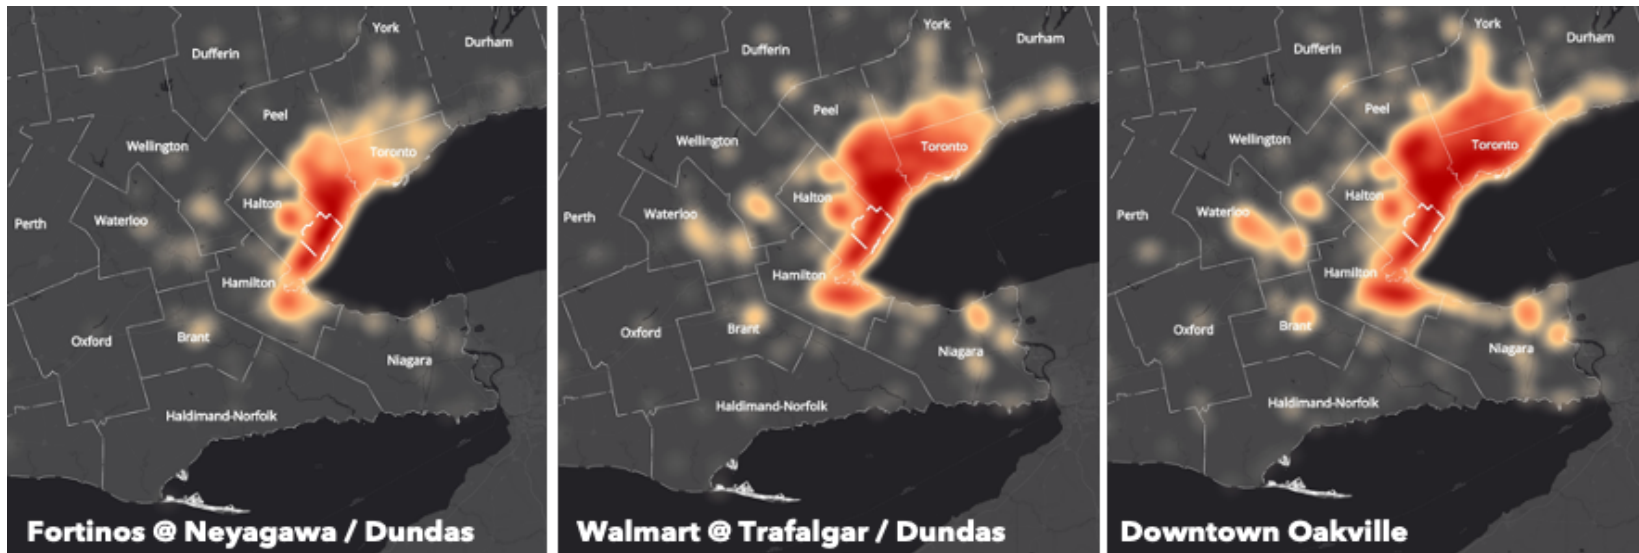 York
Durham
Dufferin
Peel
Wellington
Toronto
Halton
Perth
Waterloo
Hamilton
Oxford
Brant
Niagara
Haldimand-Norfolk
Fortinos @ Neyagawa / Dundas
York
Durham
Dufferin
Peel
Wellington
Toronto
Halton
Perth
Waterloo
Hamilton
Oxford
Brant
Niagara
Haldimand-Norfolk
Walmart @ Trafalgar / Dundas
York
Durham
Dufferin
Peel
Wellington
Toronto
Halton
Perth
Waterloo
Hamilton
Oxford
Brant
Niagara
Haldimand-Norfolk
Downtown Oakville